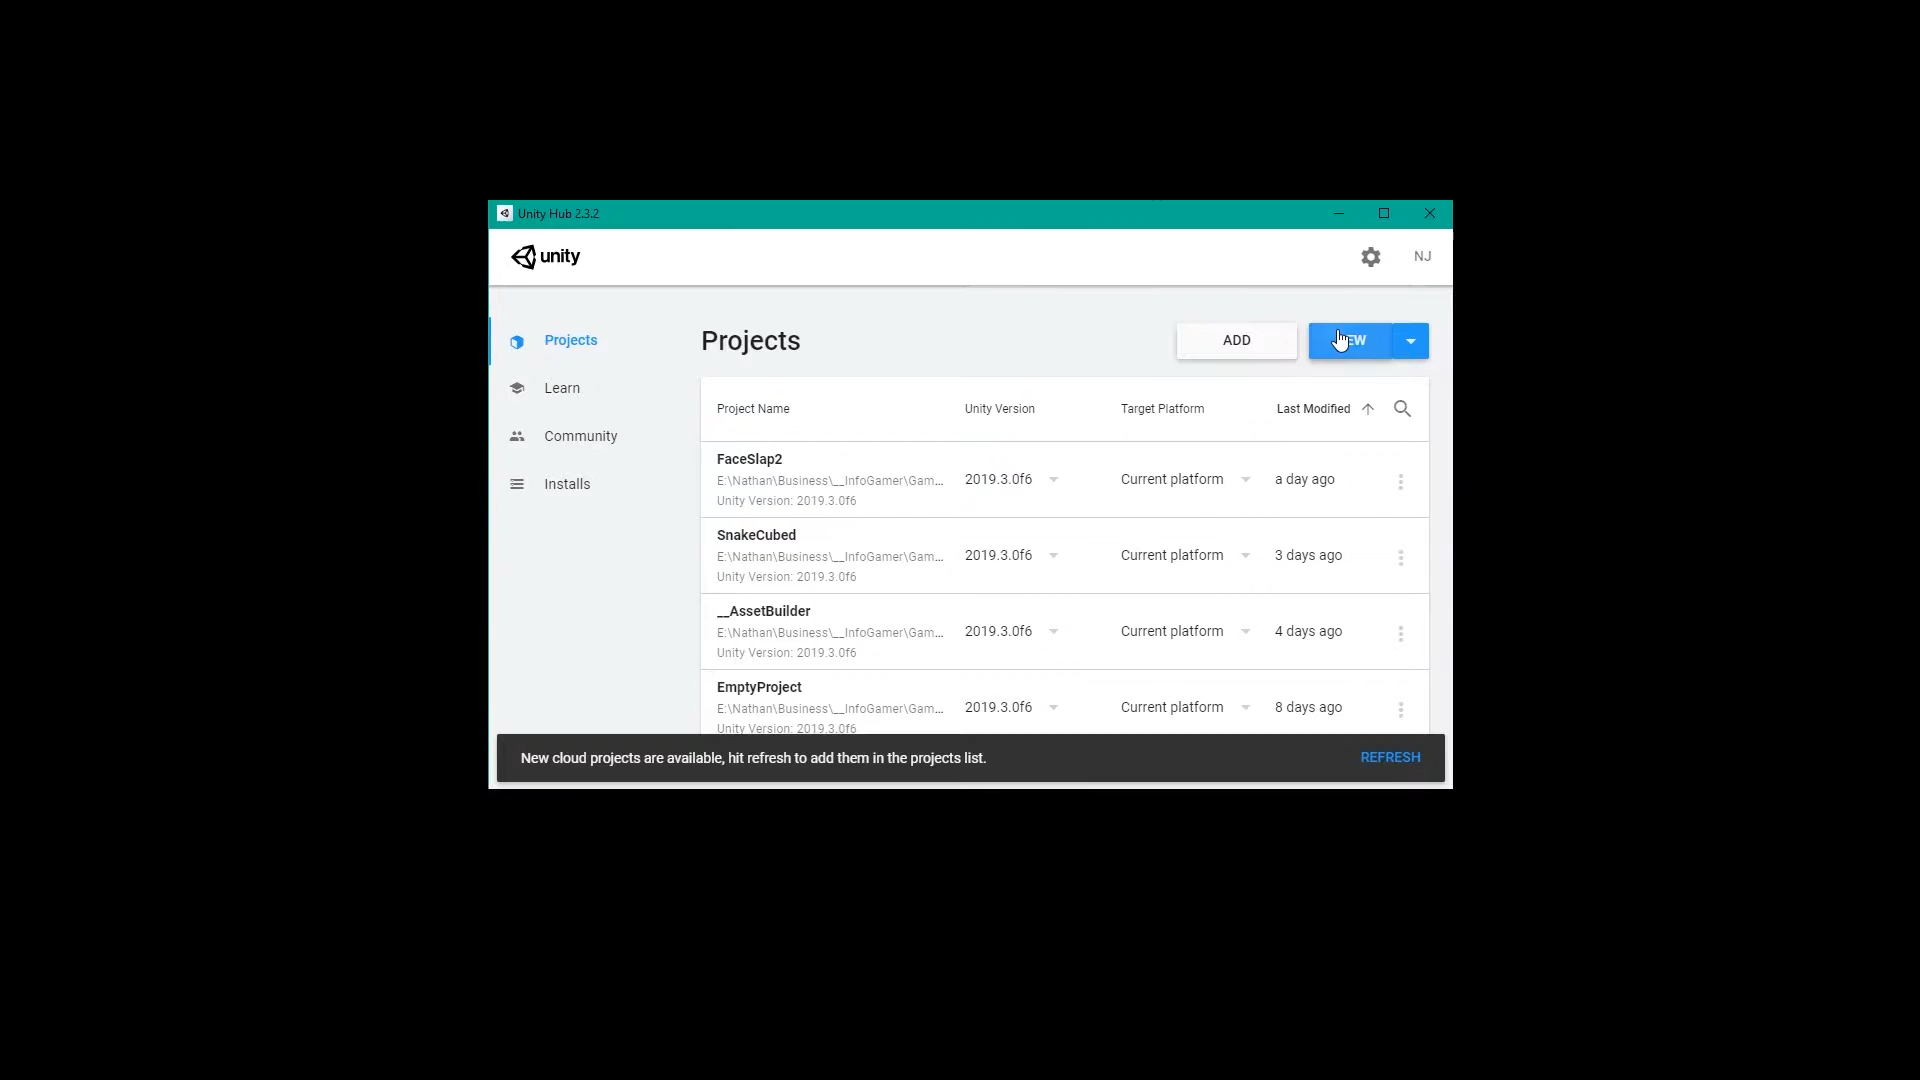 Unity Hub 2.3.2
unity
NJ
Projects
Learn
Community
Installs
Projects
ADD
Project Name
Unity Version
Target Platform
Last Modified
FaceSlap2
E:\Nathan\Business\__InfoGamer\Gam...
Unity Version: 2019.3.0f6
2019.3.0f6
Current platform
a day ago
SnakeCubed
E:\Nathan\Business\__InfoGamer\Gam...
Unity Version: 2019.3.0f6
2019.3.0f6
Current platform
3 days ago
__AssetBuilder
E:\Nathan\Business\__InfoGamer\Gam...
Unity Version: 2019.3.0f6
2019.3.0f6
Current platform
4 days ago
EmptyProject
E:\Nathan\Business\__InfoGamer\Gam...
Unity Version: 2019.3.0f6
2019.3.0f6
Current platform
8 days ago
New cloud projects are available, hit refresh to add them in the projects list.
REFRESH